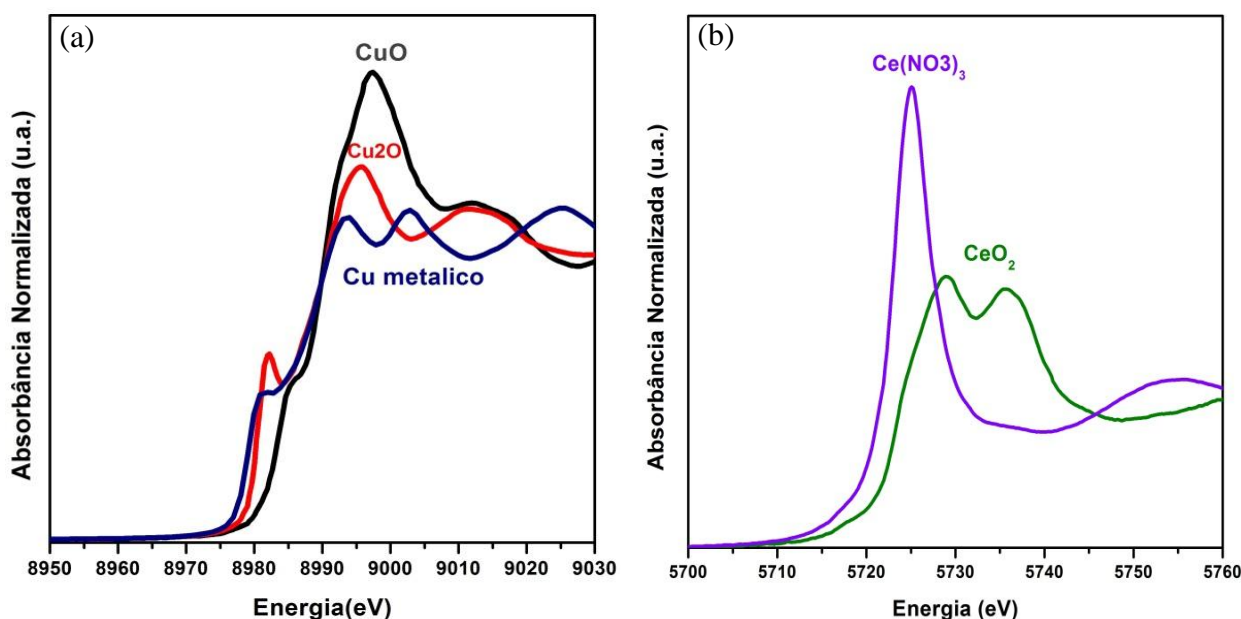 (a)
CuO
Cu2O
Cu metalico
Absorbância Normalizada (u.a.)
8950 8960 8970 8980 8990 9000 9010 9020 9030
Energia(eV)
(b)
Ce(NO3)₃
CeO₂
Absorbância Normalizada (u.a.)
5700 5710 5720 5730 5740 5750 5760
Energia (eV)